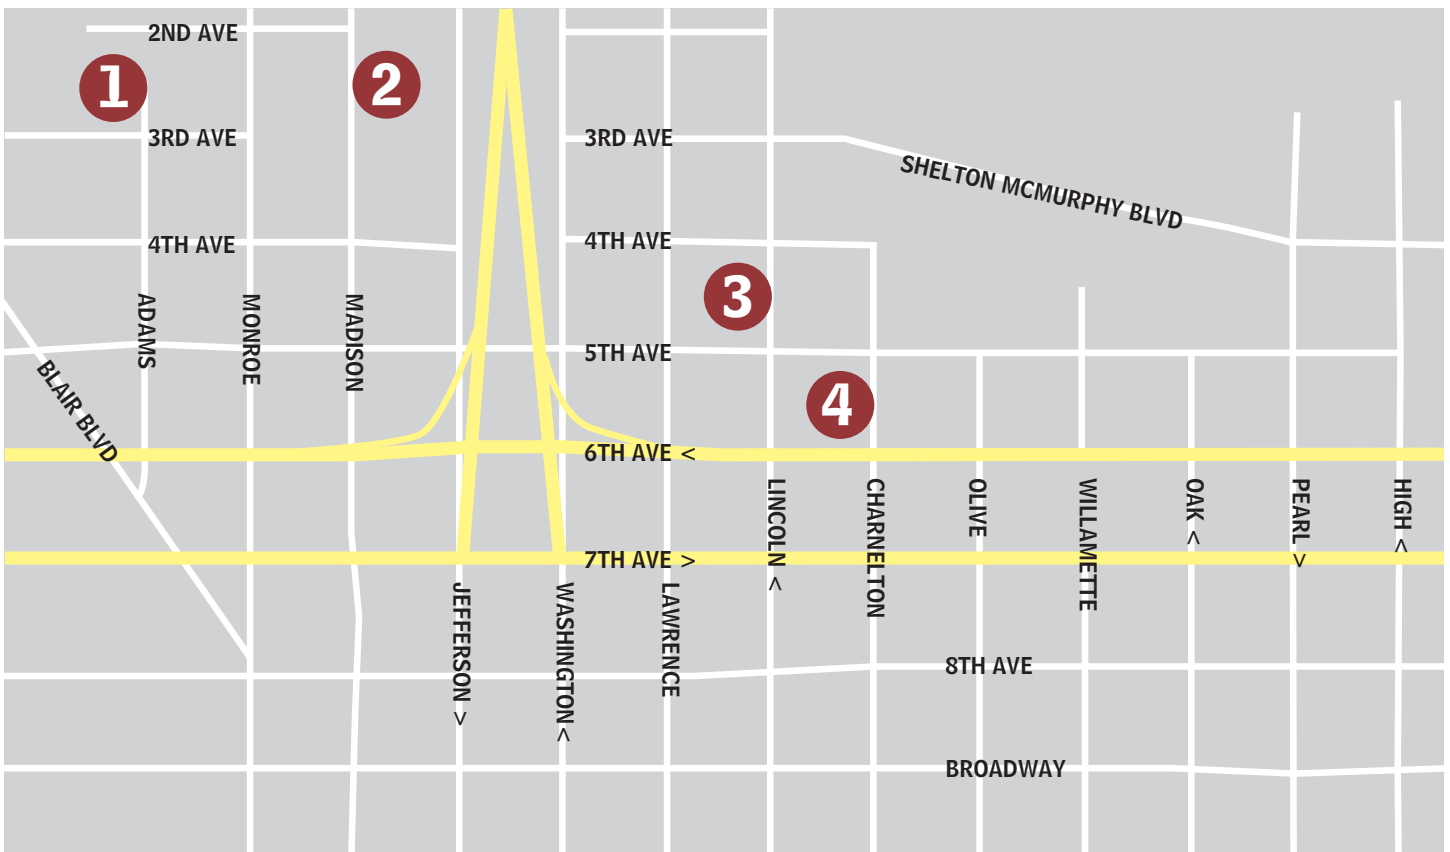 2ND AVE
1
2
3RD AVE
3RD AVE
SHELTON MCMURPHY BLVD
4TH AVE
4TH AVE
3
ADAMS
MONROE
MADISON
5TH AVE
BLAIR BLVD
4
6TH AVE <
LINCOLN <
CHARNELTON
OLIVE
WILLAMETTE
OAK <
PEARL >
HIGH <
7TH AVE >
JEFFERSON >
WASHINGTON <
LAWRENCE
8TH AVE
BROADWAY